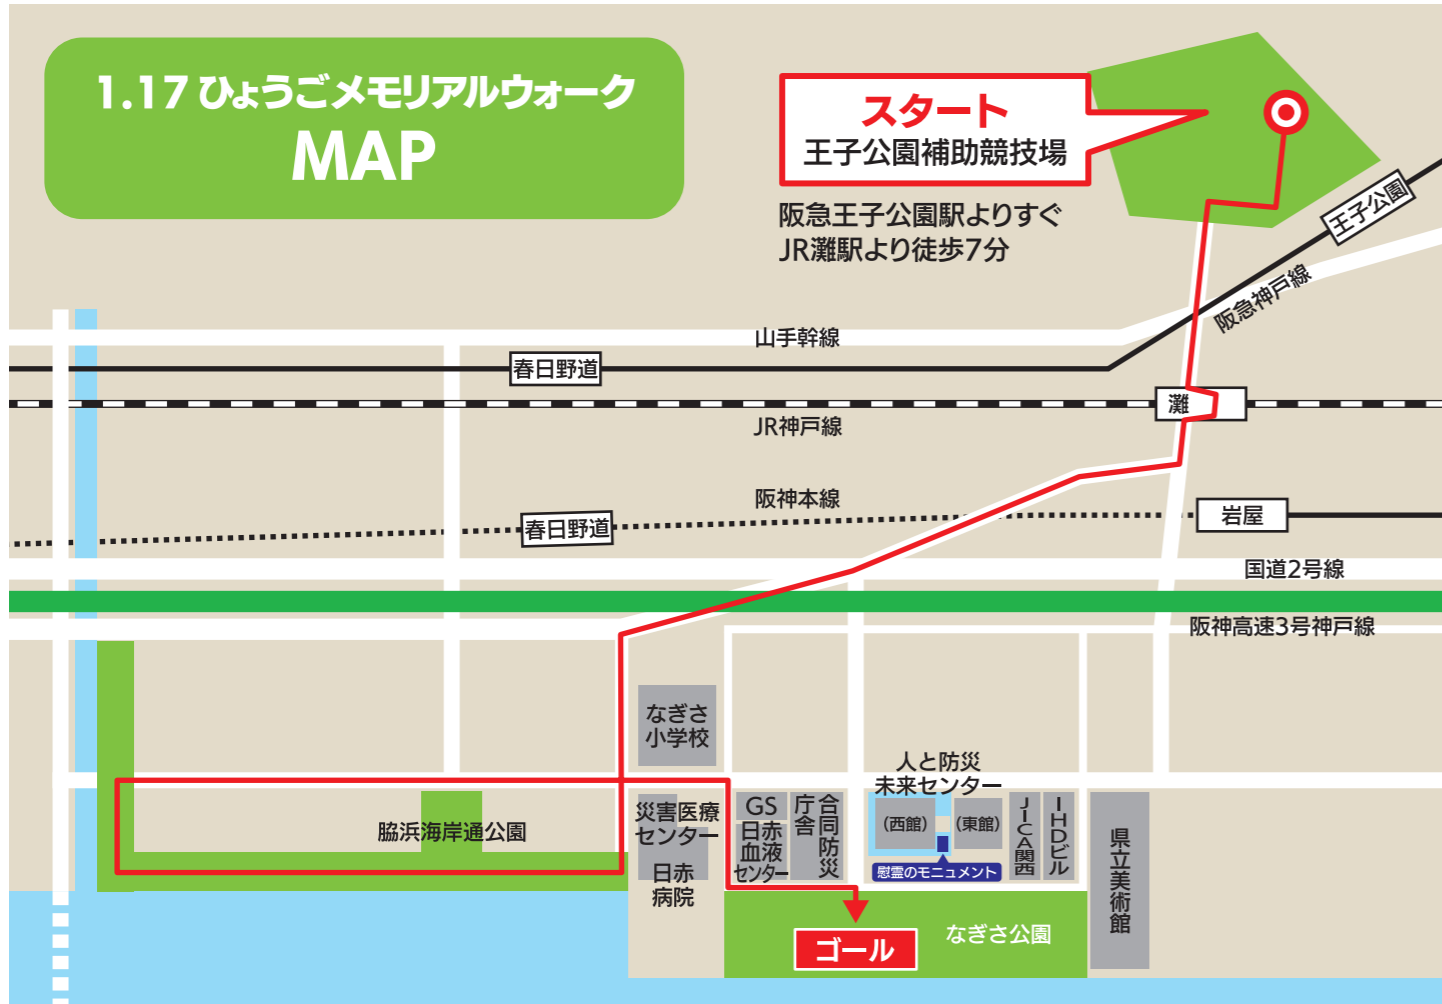 1.17 ひょうごメモリアルウォーク
MAP
スタート
王子公園補助競技場
阪急王子公園駅よりすぐ
JR灘駅より徒歩7分
王子公園
阪急神戸線
山手幹線
春日野道
灘
JR神戸線
阪神本線
春日野道
岩屋
国道2号線
阪神高速3号神戸線
なぎさ
小学校
人と防災
未来センター
災害医療
センター
日赤
病院
GS
日赤
血液
センター
合同防災
庁舎
(西館)
(東館)
慰霊のモニュメント
JICA関西
IHDビル
県立美術館
脇浜海岸通公園
なぎさ公園
ゴール